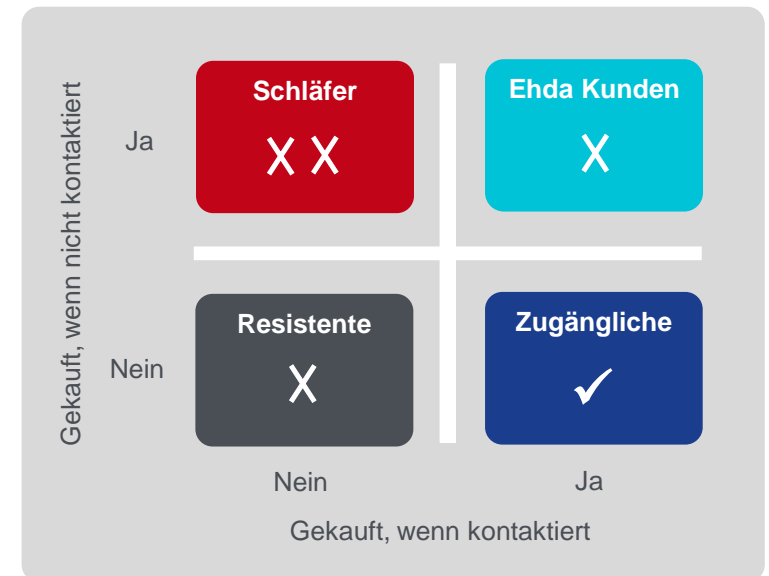 Gekauft, wenn nicht kontaktiert
Ja
Schläfer
X X
Ehda Kunden
X
Nein
Resistente
X
Zugängliche
✓
Nein
Ja
Gekauft, wenn kontaktiert